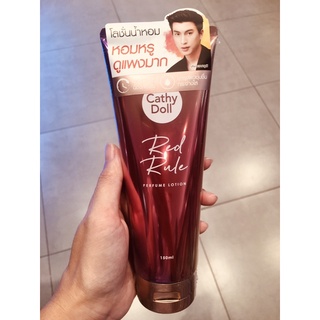 โลชั่นน้ำหอม
หอมหรู
ดูแพงมาก
Cathy
Doll
Red
Rule
PERFUME LOTION
150ml